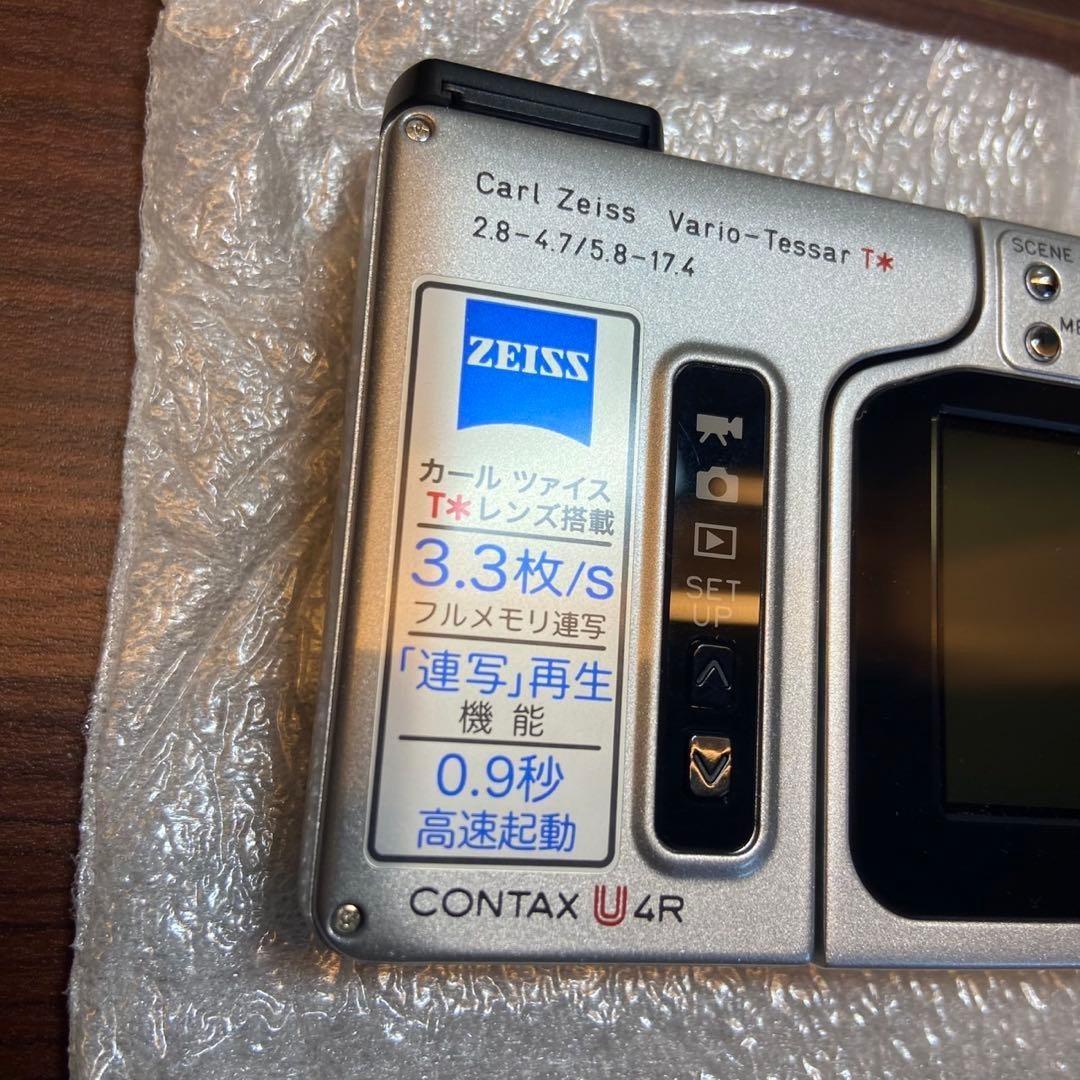 Carl Zeiss Vario-Tessar T*
2.8-4.7/5.8-17.4
SCENE
ZEISS
カール ツァイス
T*レンズ搭載
3.3枚/s
フルメモリ連写
「連写」再生
機能
0.9秒
高速起動
SET
UP
CONTAX U4R